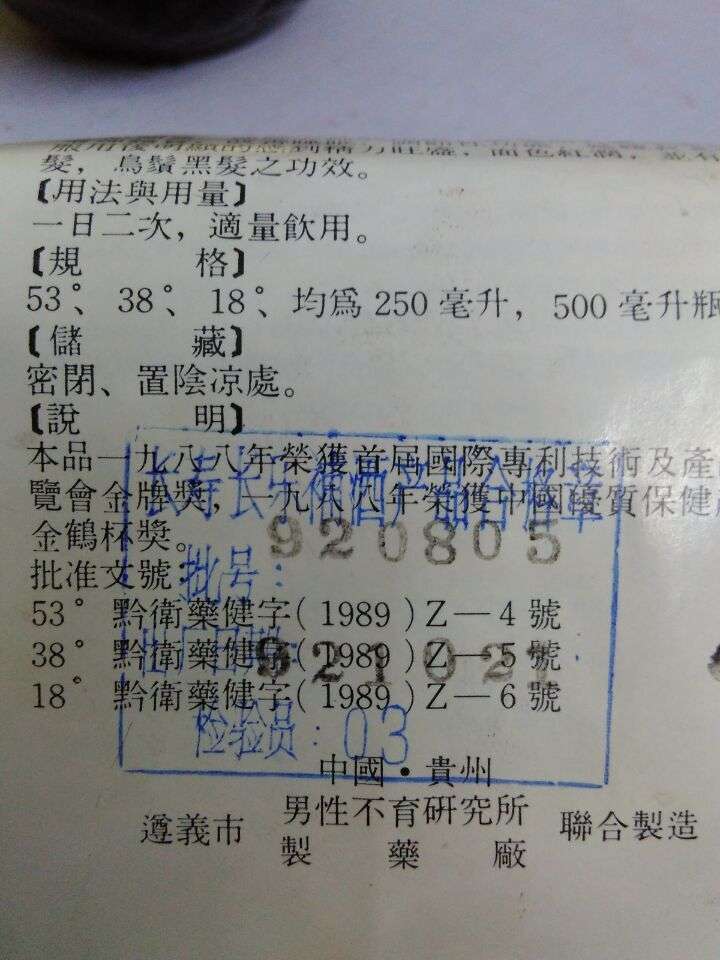 髮，烏鬚黑髮之功效。
〔用法與用量〕
一日二次，適量飲用。
〔規 格〕
53°、38°、18°、均爲 250 毫升，500 毫升瓶
〔儲 藏〕
密閉、置陰凉處。
〔說 明〕
本品一九八八年榮獲首屆國際專利技術及產
覽會金牌獎，一九八八年榮獲中國優質保健
金鶴杯獎。
920805
批准文號：
批号：
53° 黔衛藥健字(1989)Z—4號
38° 黔衛藥健字(1989)Z—5號
18° 黔衛藥健字(1989)Z—6號
检验员：03
中國·貴州
遵義市 男性不育研究所 聯合製造
製藥廠